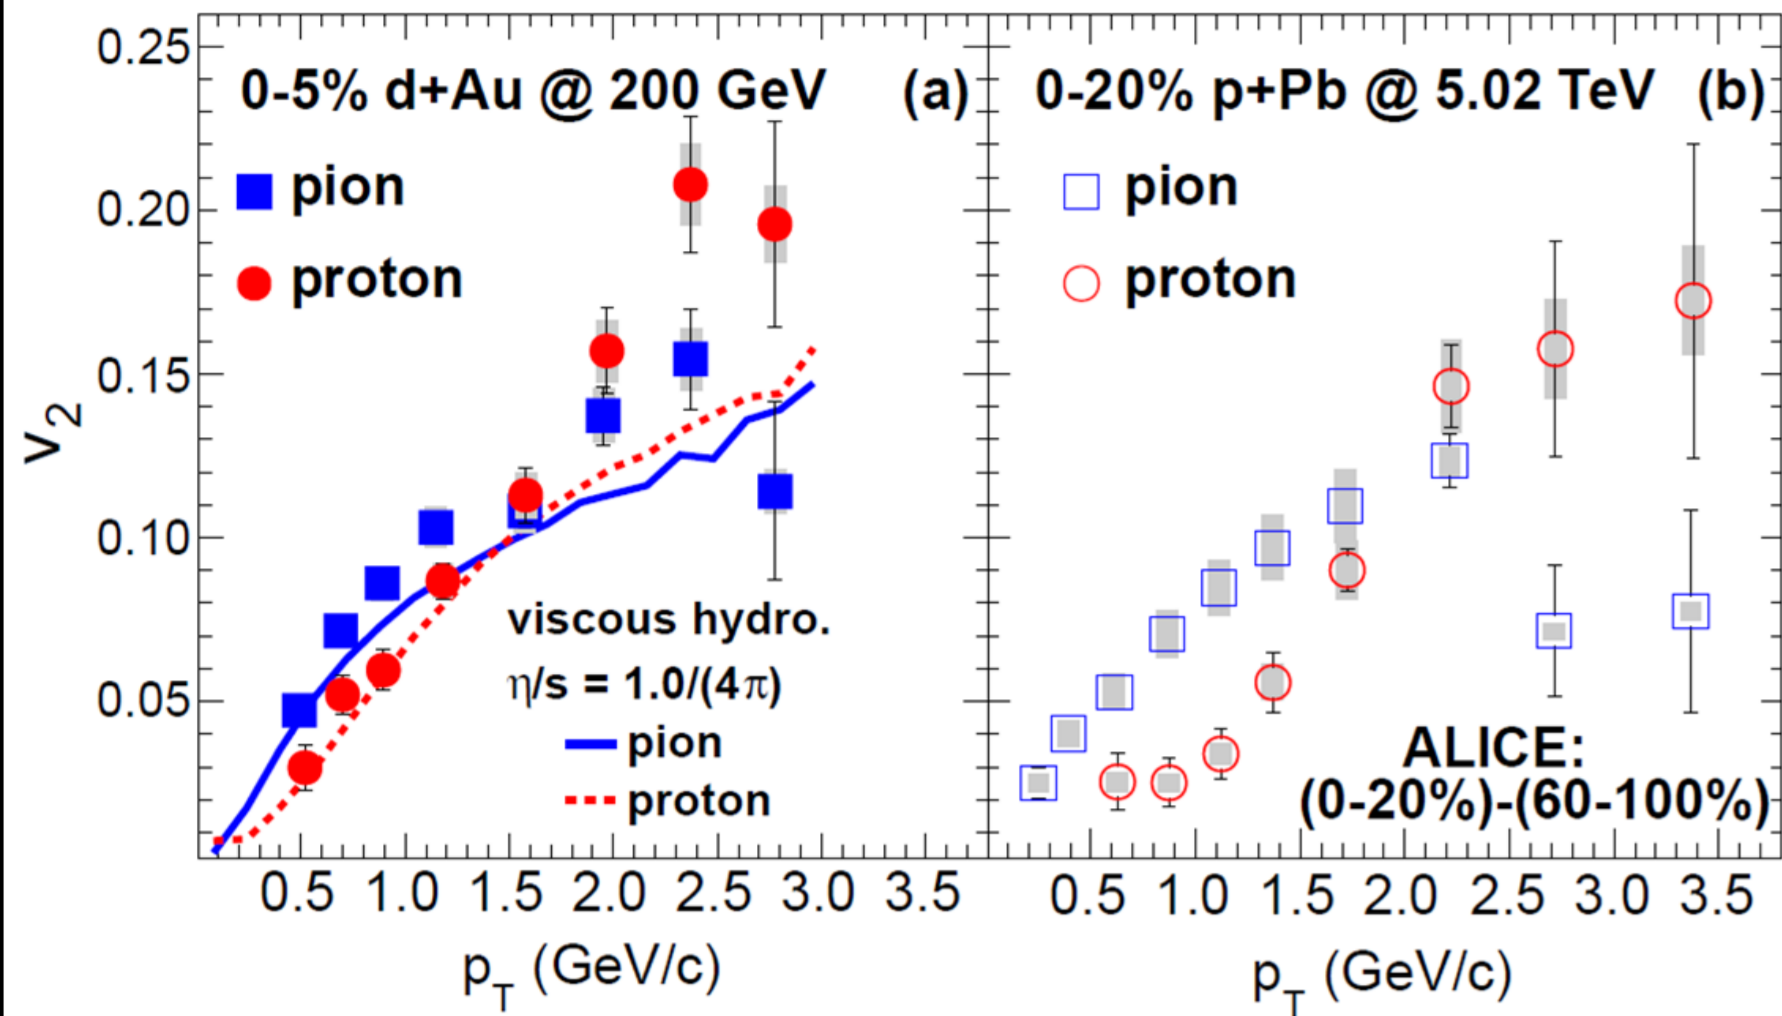 0.25
0.20
0.15
0.10
0.05
v2
0-5% d+Au @ 200 GeV (a)
pion
proton
viscous hydro.
η/s = 1.0/(4π)
pion
proton
0.5 1.0 1.5 2.0 2.5 3.0 3.5
pT (GeV/c)
0-20% p+Pb @ 5.02 TeV (b)
pion
proton
ALICE:
(0-20%)-(60-100%)
0.5 1.0 1.5 2.0 2.5 3.0 3.5
pT (GeV/c)